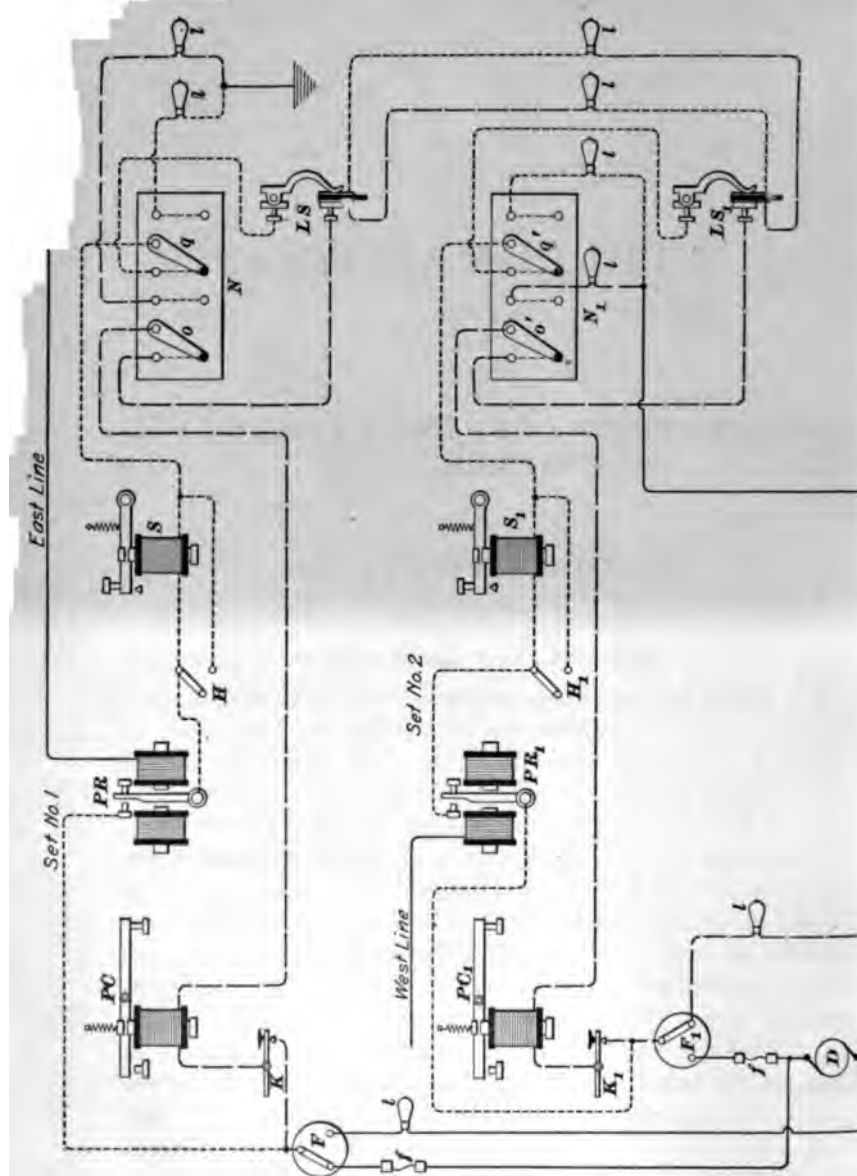 l
l
l
l
East Line
q
o
N
LS
l
l
q'
o'
N₁
LS₁
S
S₁
H
Set No. 2
H₁
PR
Set No. 1
PR₁
West Line
PC
PC₁
l
K
K₁
F₁
F
l
f
f
D